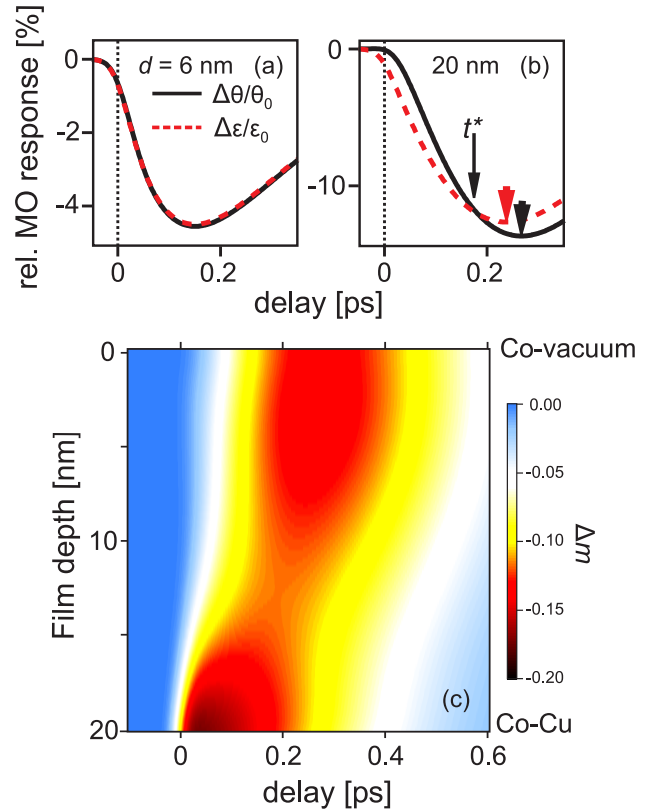 rel. MO response [%]
0
-2
-4
d = 6 nm (a)
Δθ/θ0
Δε/ε0
0 0.2
0
-10
20 nm (b)
t*
0 0.2
delay [ps]
Co-vacuum
Film depth [nm]
0
10
20
(c)
0.00
-0.05
-0.10
-0.15
-0.20
Δm
Co-Cu
0 0.2 0.4 0.6
delay [ps]